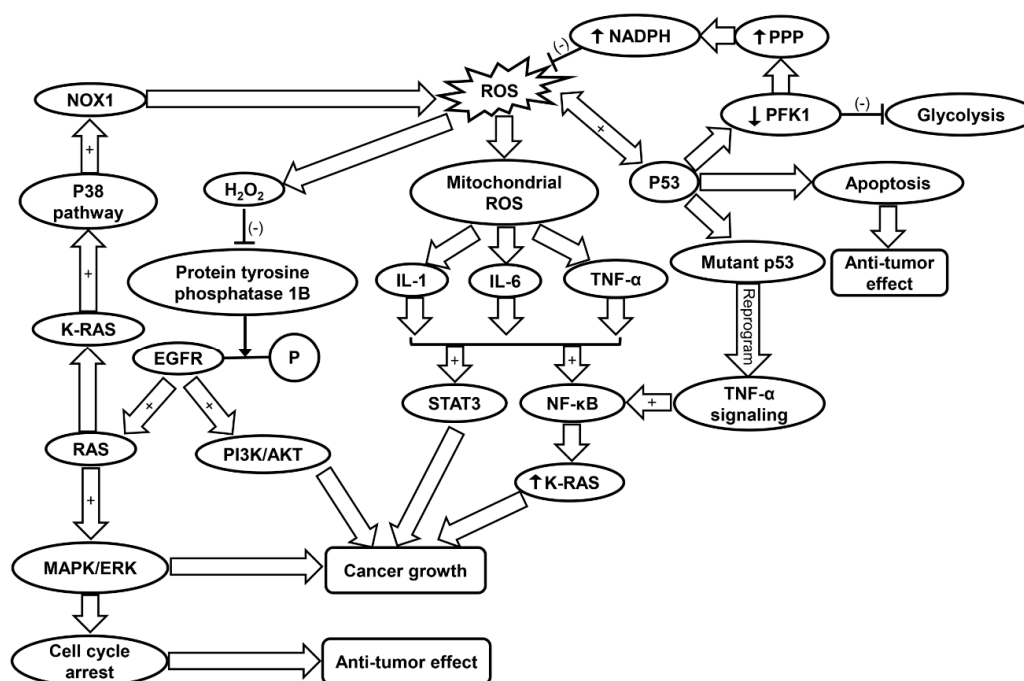 ↑ NADPH
↑ PPP
(-)
ROS
NOX1
↓ PFK1
(-)
Glycolysis
+
+
P38
pathway
H₂O₂
Mitochondrial
ROS
P53
Apoptosis
(-)
+
Protein tyrosine
phosphatase 1B
IL-1
IL-6
TNF-α
Mutant p53
Anti-tumor
effect
Reprogram
K-RAS
EGFR
P
+
+
+
+
STAT3
NF-κB
+
TNF-α
signaling
RAS
PI3K/AKT
↑ K-RAS
+
MAPK/ERK
Cancer growth
Cell cycle
arrest
Anti-tumor effect